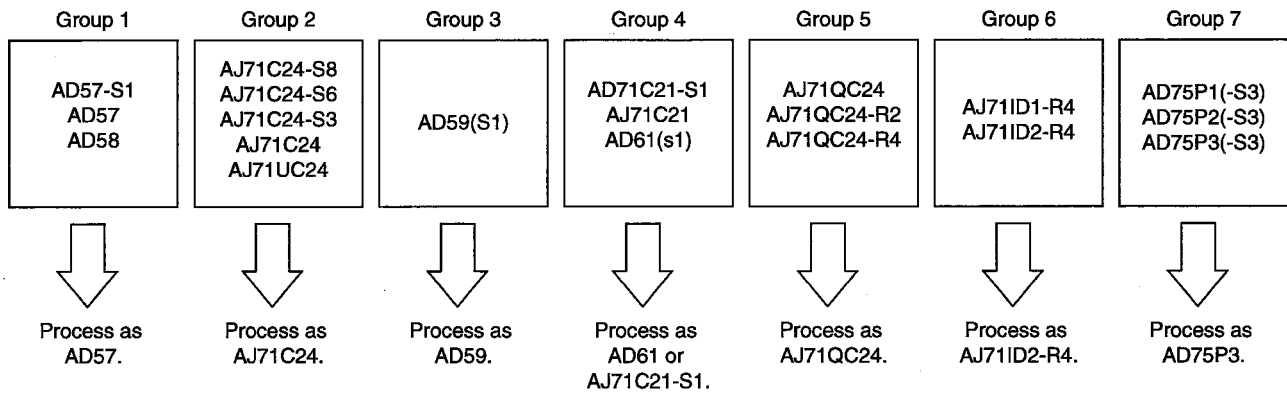 Group 1
AD57-S1
AD57
AD58
Process as
AD57.
Group 2
AJ71C24-S8
AJ71C24-S6
AJ71C24-S3
AJ71C24
AJ71UC24
Process as
AJ71C24.
Group 3
AD59(S1)
Process as
AD59.
Group 4
AD71C21-S1
AJ71C21
AD61(s1)
Process as
AD61 or
AJ71C21-S1.
Group 5
AJ71QC24
AJ71QC24-R2
AJ71QC24-R4
Process as
AJ71QC24.
Group 6
AJ71ID1-R4
AJ71ID2-R4
Process as
AJ71ID2-R4.
Group 7
AD75P1(-S3)
AD75P2(-S3)
AD75P3(-S3)
Process as
AD75P3.